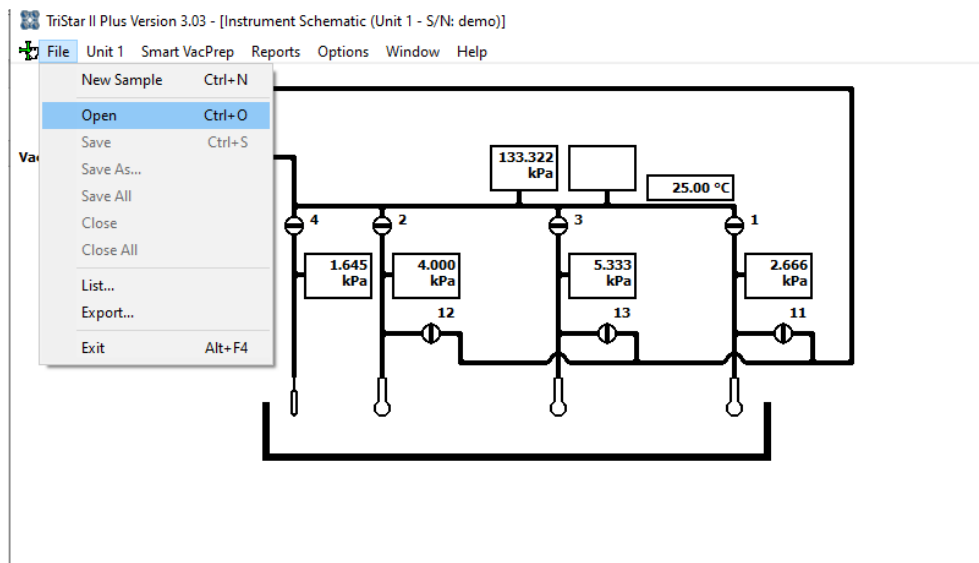 TriStar II Plus Version 3.03 - [Instrument Schematic (Unit 1 - S/N: demo)]
File Unit 1 Smart VacPrep Reports Options Window Help
New Sample Ctrl+N
Open Ctrl+O
Save Ctrl+S
Save As...
Save All
Close
Close All
List...
Export...
Exit Alt+F4
133.322
kPa
25.00 °C
4 2 3 1
1.645 4.000 5.333 2.666
kPa kPa kPa kPa
12 13 11